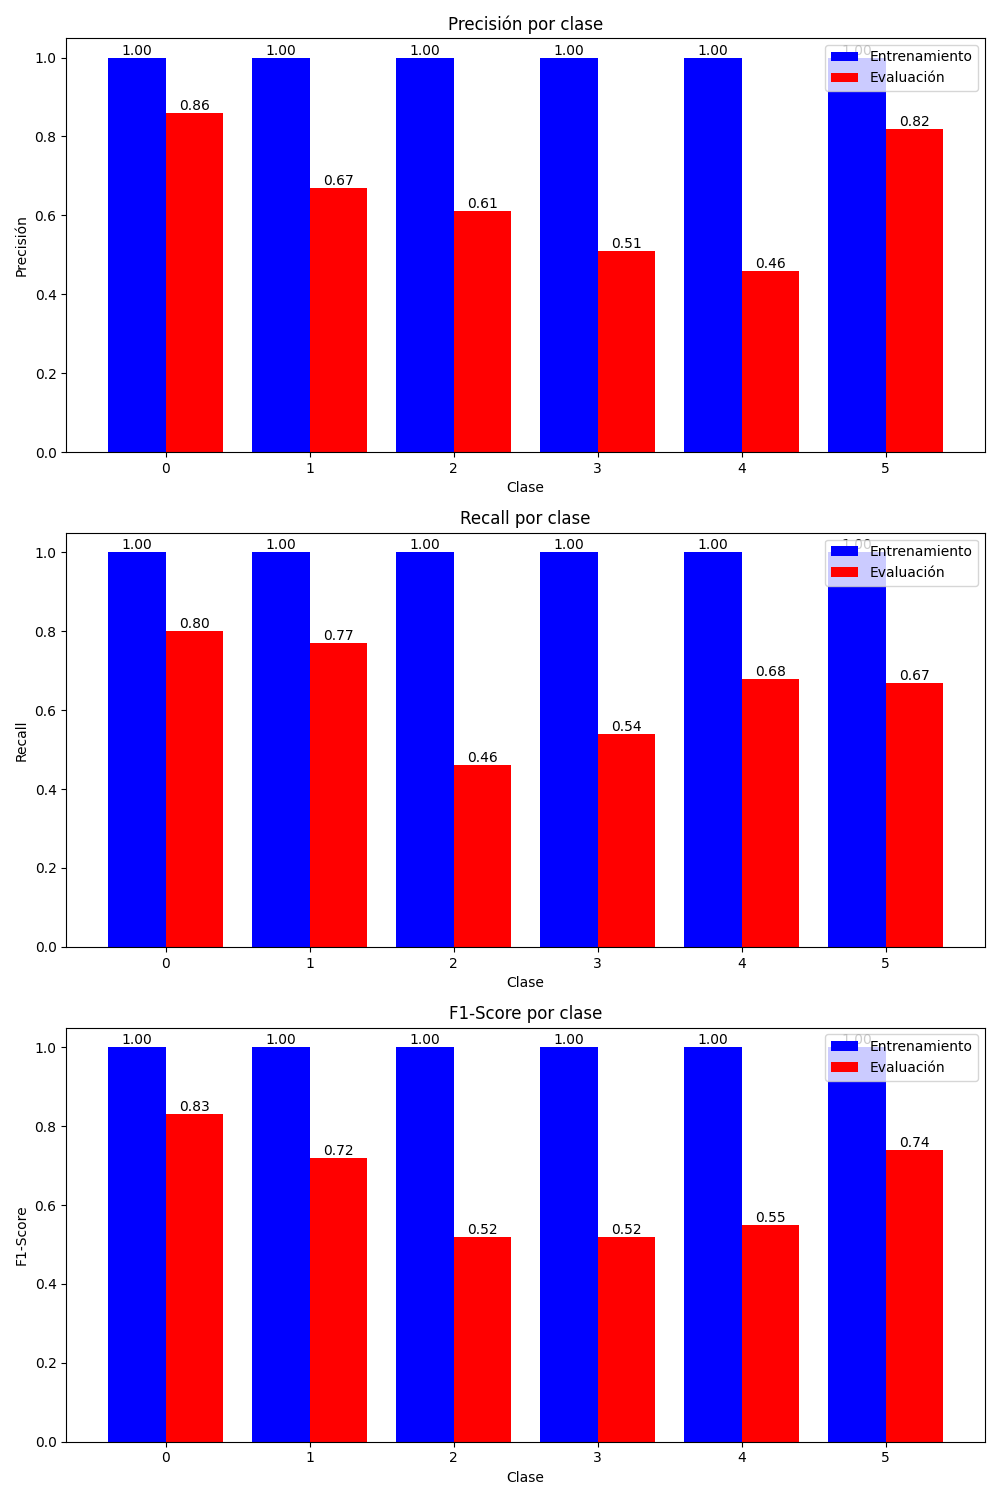 Precisión por clase
1.00 1.00 1.00 1.00 1.00 1.00
Entrenamiento
Evaluación
0.86 0.67 0.61 0.51 0.46 0.82
1.0
0.8
0.6
0.4
0.2
0.0
Precisión
0 1 2 3 4 5
Clase
Recall por clase
1.00 1.00 1.00 1.00 1.00 1.00
Entrenamiento
Evaluación
0.80 0.77 0.46 0.54 0.68 0.67
1.0
0.8
0.6
0.4
0.2
0.0
Recall
0 1 2 3 4 5
Clase
F1-Score por clase
1.00 1.00 1.00 1.00 1.00 1.00
Entrenamiento
Evaluación
0.83 0.72 0.52 0.52 0.55 0.74
1.0
0.8
0.6
0.4
0.2
0.0
F1-Score
0 1 2 3 4 5
Clase